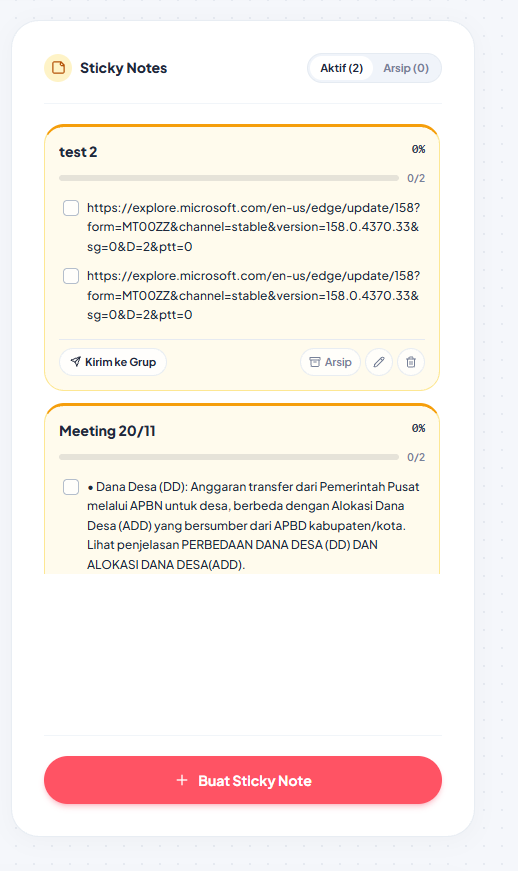 Sticky Notes
Aktif (2)
Arsip (0)
test 2
0%
0/2
https://explore.microsoft.com/en-us/edge/update/158?
form=MT00ZZ&channel=stable&version=158.0.4370.33&
sg=0&D=2&ptt=0
https://explore.microsoft.com/en-us/edge/update/158?
form=MT00ZZ&channel=stable&version=158.0.4370.33&
sg=0&D=2&ptt=0
Kirim ke Grup
Arsip
Meeting 20/11
0%
0/2
• Dana Desa (DD): Anggaran transfer dari Pemerintah Pusat
melalui APBN untuk desa, berbeda dengan Alokasi Dana
Desa (ADD) yang bersumber dari APBD kabupaten/kota.
Lihat penjelasan PERBEDAAN DANA DESA (DD) DAN
ALOKASI DANA DESA(ADD).
Buat Sticky Note